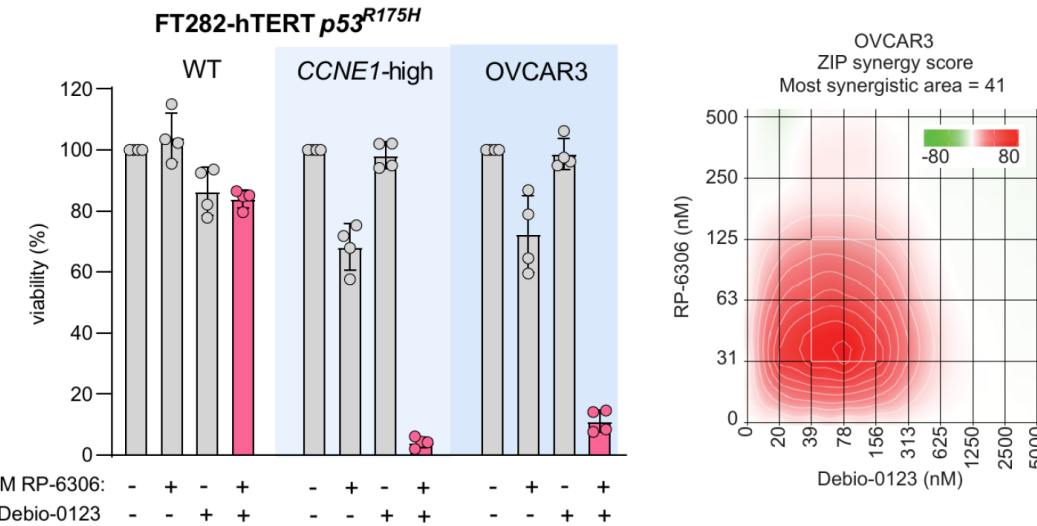 FT282-hTERT p53R175H
WT
CCNE1-high
OVCAR3
viability (%)
120
100
80
60
40
20
0
M RP-6306: - + - + - + - + - + - +
Debio-0123 - - + + - - + + - - + +
OVCAR3
ZIP synergy score
Most synergistic area = 41
-80 80
RP-6306 (nM)
500
250
125
63
31
0
0 20 39 78 156 313 625 1250 2500 5000
Debio-0123 (nM)